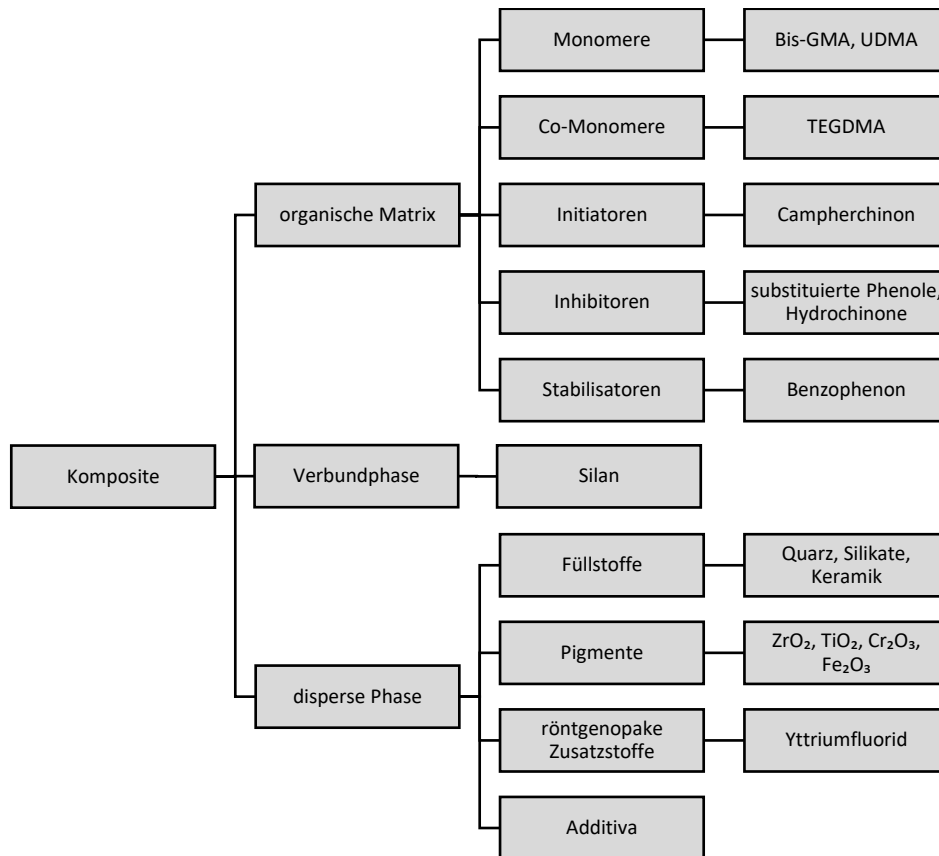 Monomere
Bis-GMA, UDMA
Co-Monomere
TEGDMA
organische Matrix
Initiatoren
Campherchinon
Inhibitoren
substituierte Phenole,
Hydrochinone
Stabilisatoren
Benzophenon
Komposite
Verbundphase
Silan
Füllstoffe
Quarz, Silikate,
Keramik
Pigmente
ZrO₂, TiO₂, Cr₂O₃,
Fe₂O₃
disperse Phase
röntgenopake
Zusatzstoffe
Yttriumfluorid
Additiva